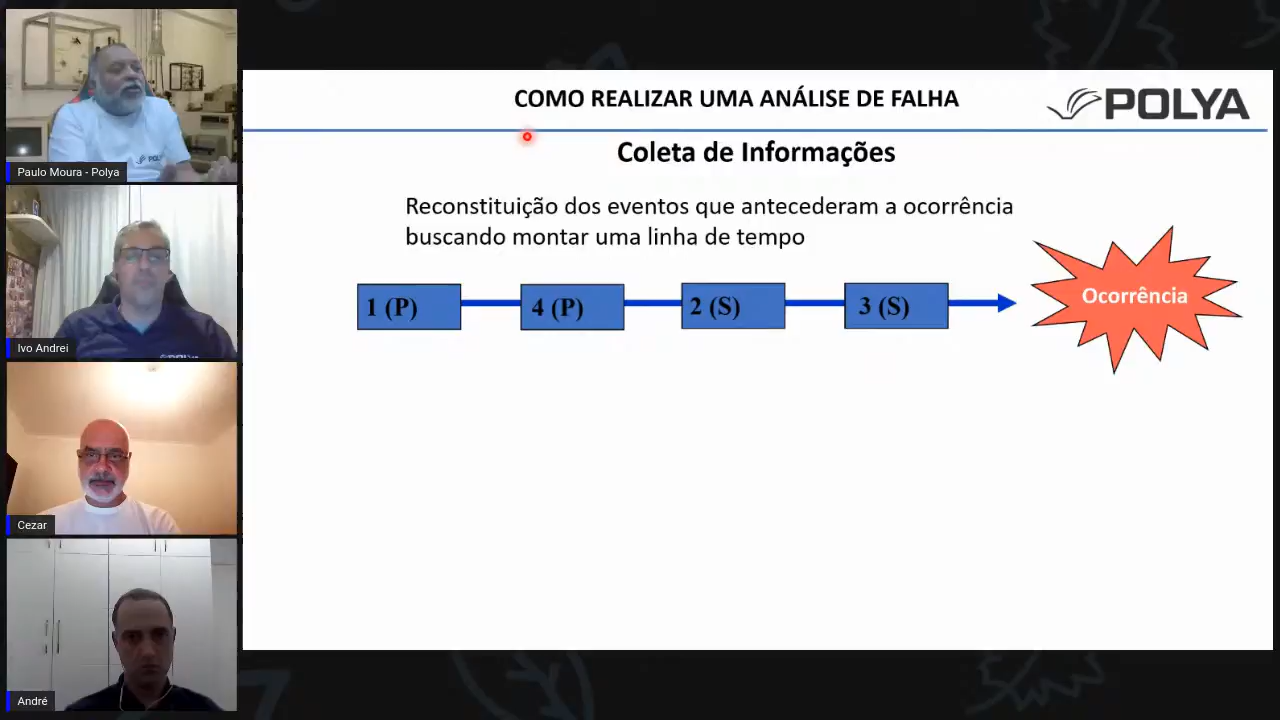 Paulo Moura - Polya
Ivo Andrei
Cezar
André
COMO REALIZAR UMA ANÁLISE DE FALHA
POLYA
Coleta de Informações
Reconstituição dos eventos que antecederam a ocorrência
buscando montar uma linha de tempo
1 (P)
4 (P)
2 (S)
3 (S)
Ocorrência